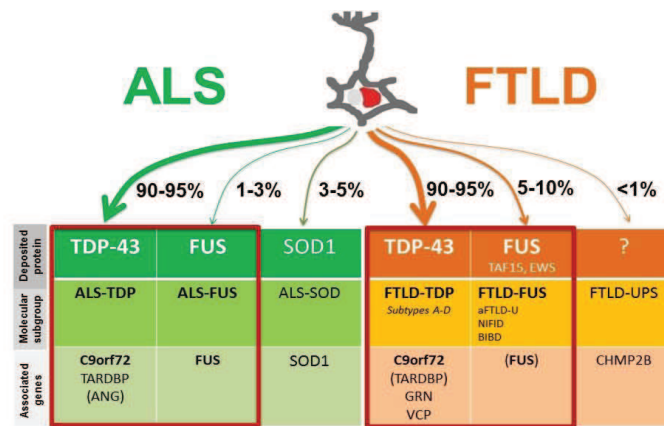 ALS
FTLD
90-95%
1-3%
3-5%
90-95%
5-10%
<1%
Deposited
protein
TDP-43
FUS
SOD1
TDP-43
FUS
TAF15, EWS
?
Molecular
subgroup
ALS-TDP
ALS-FUS
ALS-SOD
FTLD-TDP
Subtypes A-D
FTLD-FUS
aFTLD-U
NIFID
BIBD
FTLD-UPS
Associated
genes
C9orf72
TARDBP
(ANG)
FUS
SOD1
C9orf72
(TARDBP)
GRN
VCP
(FUS)
CHMP2B